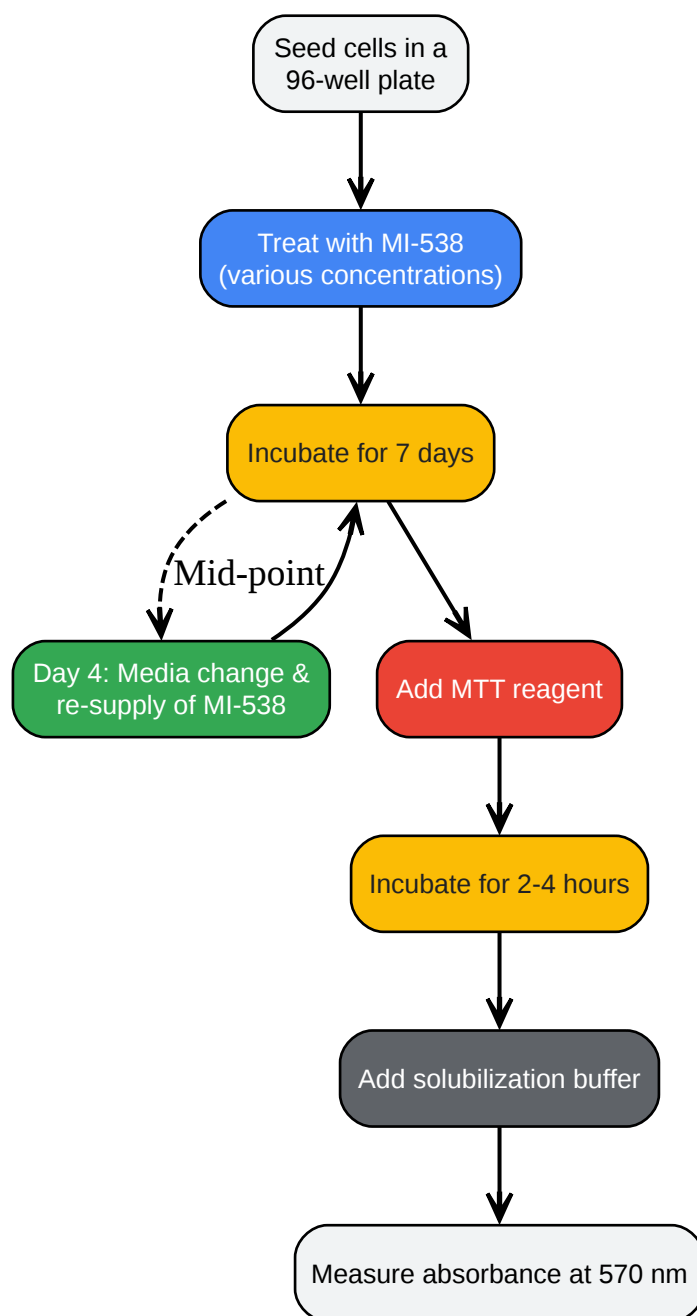 Seed cells in a
96-well plate
Treat with MI-538
(various concentrations)
Incubate for 7 days
Mid-point
Day 4: Media change &
re-supply of MI-538
Add MTT reagent
Incubate for 2-4 hours
Add solubilization buffer
Measure absorbance at 570 nm